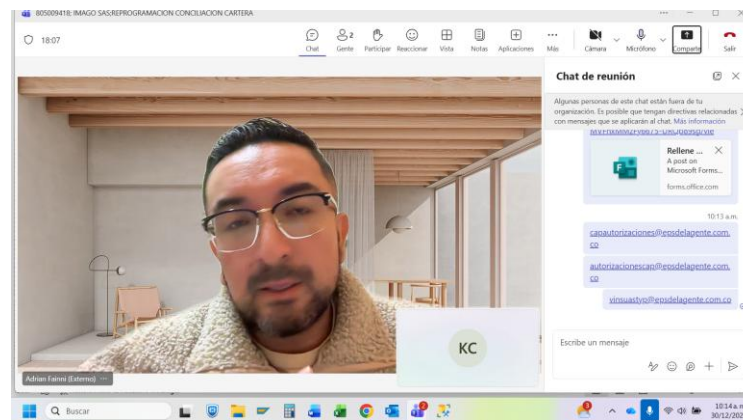 805009418; IMAGO SAS;REPROGRAMACION CONCILIACION CARTERA
18:07
Chat
2
Gente
Participar
Reaccionar
Vista
Notas
Aplicaciones
Más
Cámara
Micrófono
Compartir
Salir
Chat de reunión
Algunas personas de este chat están fuera de tu
organización. Es posible que tengan directivas relacionadas
con mensajes que se aplicarán al chat. Más información
Rellene ...
A post on
Microsoft Forms...
forms.office.com
10:13 a.m.
capautorizaciones@epsdelagente.com.
co
autorizacionescap@epsdelagente.com.
co
vinsuastyp@epsdelagente.com.co
Escribe un mensaje
KC
Adrian Fainni (Externo)
Buscar
10:14 a.m.